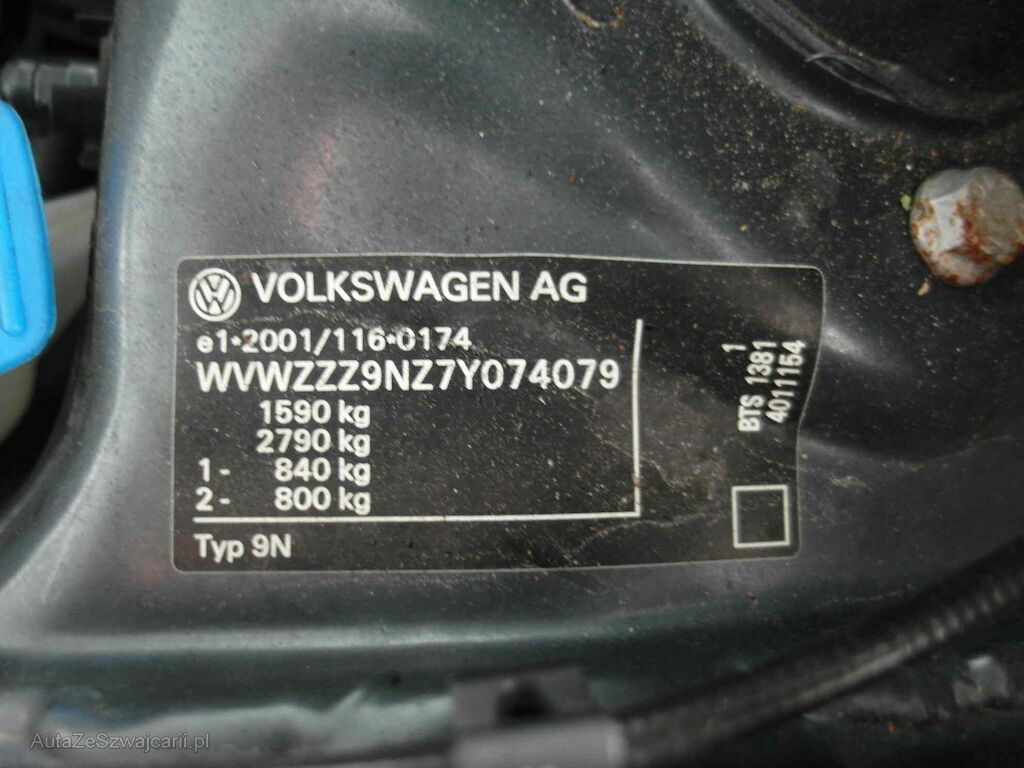 VOLKSWAGEN AG
e1*2001/116*0174
WVWZZZ9NZ7Y074079
1590 kg
2790 kg
1- 840 kg
2- 800 kg
Typ 9N
1
BTS 1381
4011154
AutaZeSzwajcarii.pl